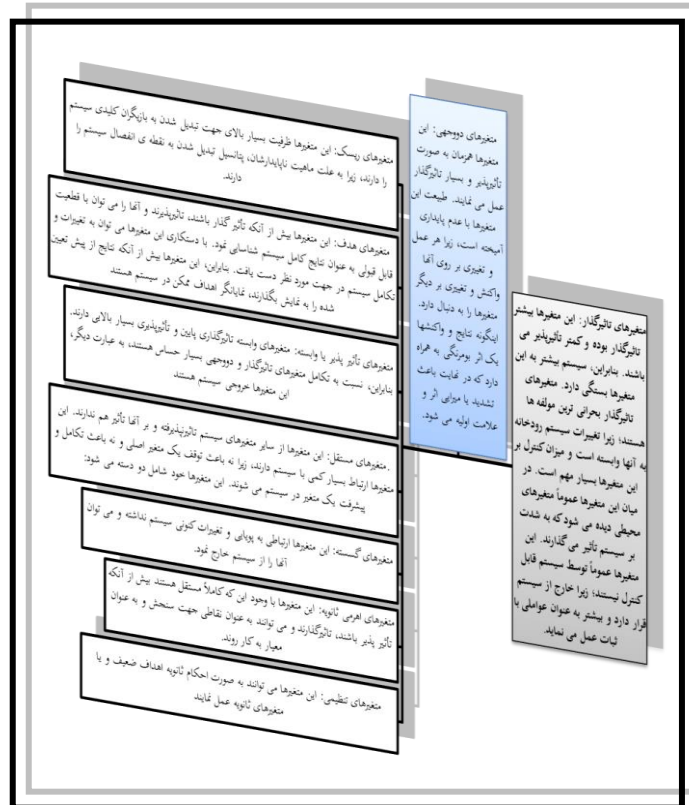 متغیرهای تاثیرگذار: این متغیرها بیشتر
تاثیرگذار بوده و کمتر تأثیرپذیر می
باشند. بنابراین، سیستم بیشتر به این
متغیرها بستگی دارد. متغیرهای
تاثیرگذار بحرانی ترین مولفه ها
هستند؛ زیرا تغییرات سیستم رودخانه
به آنها وابسته است و میزان کنترل بر
این متغیرها بسیار مهم است. در
میان این متغیرها عموماً متغیرهای
محیطی دیده می شود که به شدت
بر سیستم تأثیر می گذارند. این
متغیرها عموماً توسط سیستم قابل
کنترل نیستند؛ زیرا خارج از سیستم
قرار دارد و بیشتر به عنوان عواملی با
ثبات عمل می نماید.
متغیرهای دووجهی: این
متغیرها همزمان به صورت
تأثیرپذیر و بسیار تاثیرگذار
عمل می نمایند. طبیعت این
متغیرها با عدم پایداری
آمیخته است، زیرا هر عمل
و تغییری بر روی آنها
واکنش و تغییری بر دیگر
متغیرها را به دنبال دارد.
اینگونه نتایج و واکنشها
یک اثر بومرنگی به همراه
دارد که در نهایت باعث
تشدید یا میرایی اثر و
علامت اولیه می شود.
متغیرهای ریسک: این متغیرها ظرفیت بسیار بالای جهت تبدیل شدن به بازیگران کلیدی سیستم
را دارند، زیرا به علت ماهیت ناپایدارشان، پتانسیل تبدیل شدن به نقطه ی انفصال سیستم را
دارند.
متغیرهای هدف: این متغیرها بیش از آنکه تأثیر گذار باشند، تاثیرپذیرند و آنها را می توان با قطعیت
قابل قبولی به عنوان نتایج کامل سیستم شناسایی نمود. با دستکاری این متغیرها می توان به تغییرات و
تکامل سیستم در جهت مورد نظر دست یافت. بنابراین، این متغیرها بیش از آنکه نتایج از پیش تعیین
شده را به نمایش بگذارند، نمایانگر اهداف ممکن در سیستم هستند
متغیرهای تأثیر پذیر یا وابسته: متغیرهای وابسته تاثیرگذاری پایین و تأثیرپذیری بسیار بالایی دارند.
بنابراین، نسبت به تکامل متغیرهای تاثیرگذار و دووجهی بسیار حساس هستند، به عبارت دیگر،
این متغیرها خروجی سیستم هستند
.متغیرهای مستقل: این متغیرها از سایر متغیرهای سیستم تاثیرنپذیرفته و بر آنها تأثیر هم ندارند. این
متغیرها ارتباط بسیار کمی با سیستم دارند، زیرا نه باعث توقف یک متغیر اصلی و نه باعث تکامل و
پیشرفت یک متغیر در سیستم می شوند. این متغیرها خود شامل دو دسته می شود:
متغیرهای گسسته: این متغیرها ارتباطی به پویایی و تغییرات کنونی سیستم نداشته و می توان
آنها را از سیستم خارج نمود.
متغیرهای اهرمی ثانویه: این متغیرها با وجود این که کاملاً مستقل هستند بیش از آنکه
تأثیر پذیر باشند، تاثیرگذارند و می توانند به عنوان نقاطی جهت سنجش و به عنوان
معیار به کار روند.
متغیرهای تنظیمی: این متغیرها می توانند به صورت احکام ثانویه اهداف ضعیف و یا
متغیرهای ثانویه عمل نمایند